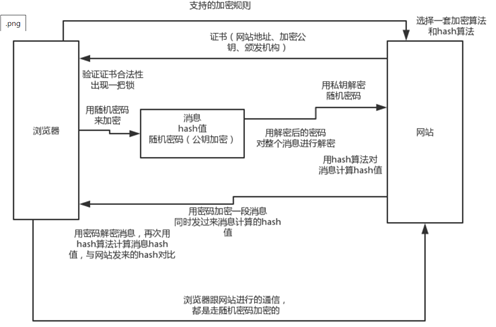 支持的加密规则
.png
选择一套加密算法
和hash算法
证书（网站地址、加密公
钥、颁发机构）
验证证书合法性
出现一把锁
用私钥解密
随机密码
用随机密码
来加密
消息
hash值
随机密码（公钥加密）
浏览器
网站
用解密后的密码
对整个消息进行解密
用hash算法对
消息计算hash值
用密码加密一段消息
同时发过来消息计算的hash
值
用密码解密消息，再次用
hash算法计算消息hash
值，与网站发来的hash对比
浏览器跟网站进行的通信，
都是走随机密码加密的